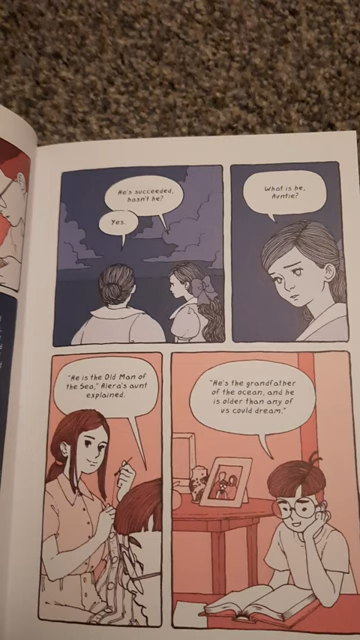 He's succeeded,
hasn't he?
Yes.
What is he,
Auntie?
"He is the Old Man of
the Sea," Alera's aunt
explained.
"He's the grandfather
of the ocean, and he
is older than any of
us could dream."